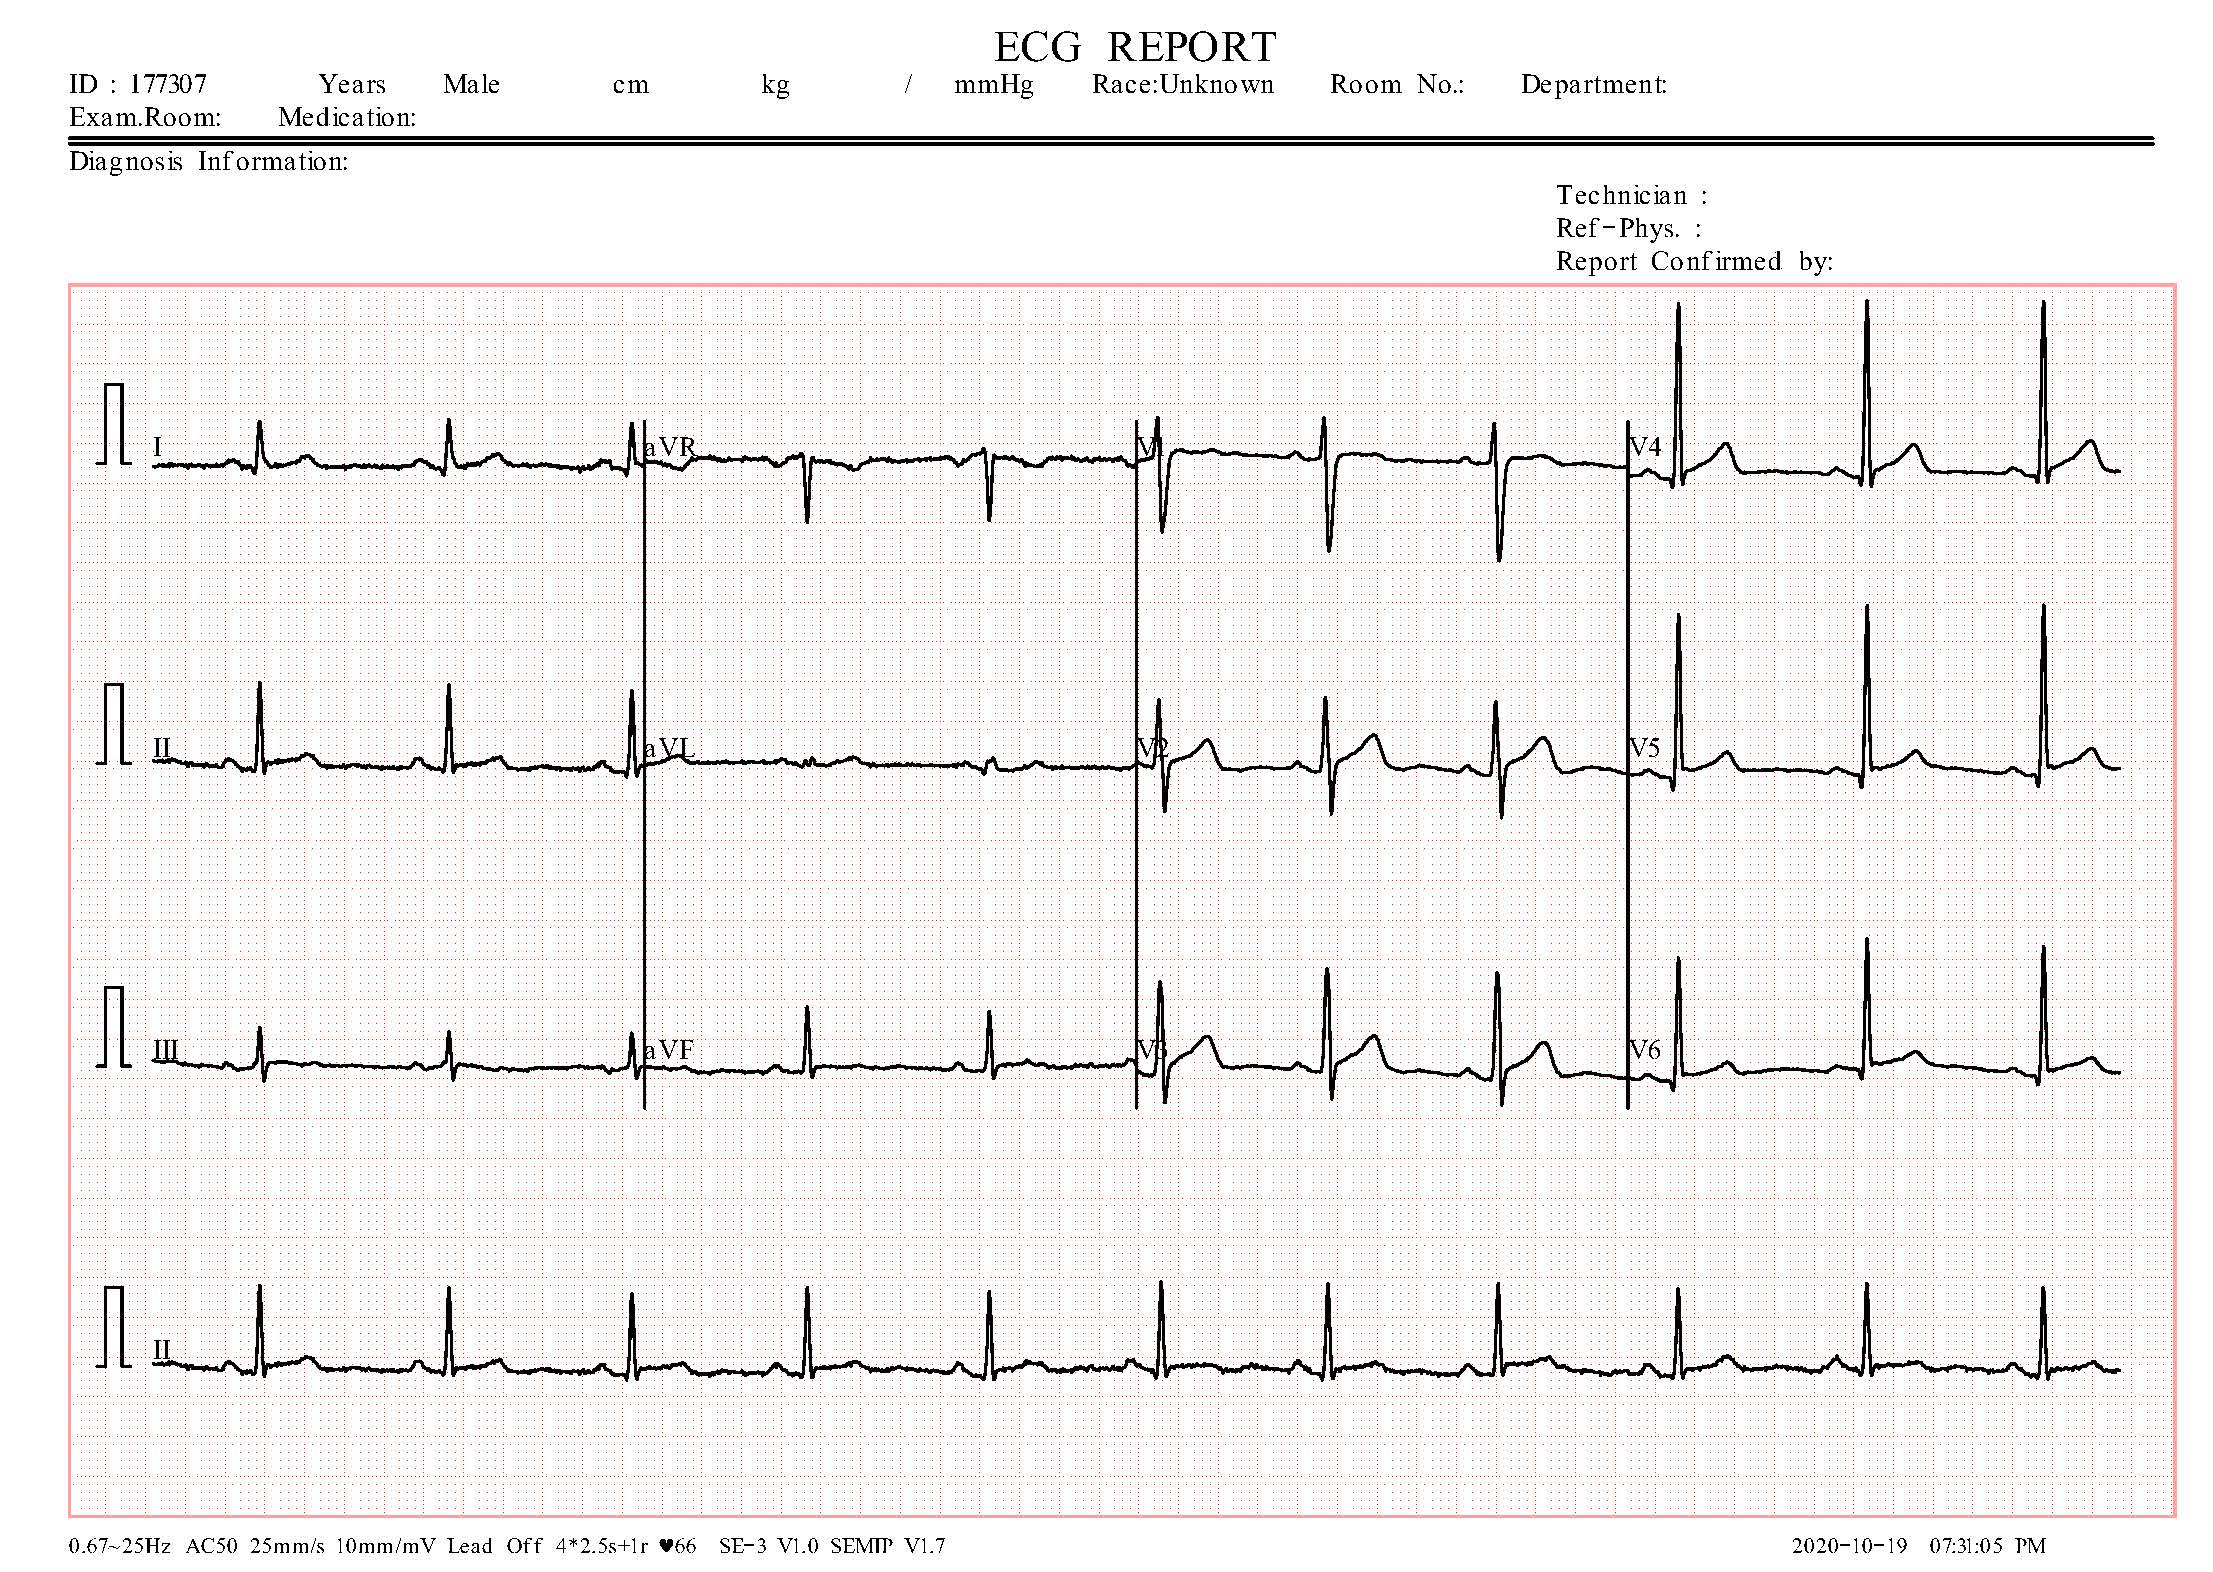 ECG REPORT
ID : 177307 Years Male cm kg / mmHg Race:Unknown Room No.: Department:
Exam.Room: Medication:
Diagnosis Information:
Technician :
Ref-Phys. :
Report Confirmed by:
I aVR V1 V4
II aVL V2 V5
III aVF V3 V6
II
0.67~25Hz AC50 25mm/s 10mm/mV Lead Off 4*2.5s+1r ♥66 SE-3 V1.0 SEMIP V1.7
2020-10-19 07:31:05 PM